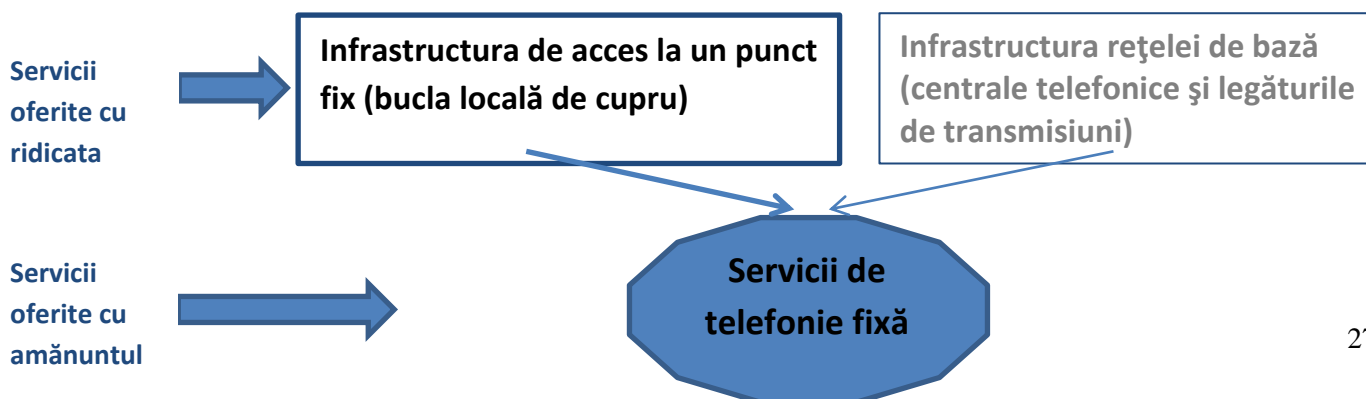 Servicii
oferite cu
ridicata
Infrastructura de acces la un punct
fix (bucla locală de cupru)
Infrastructura reţelei de bază
(centrale telefonice şi legăturile
de transmisiuni)
Servicii
oferite cu
amănuntul
Servicii de
telefonie fixă
27